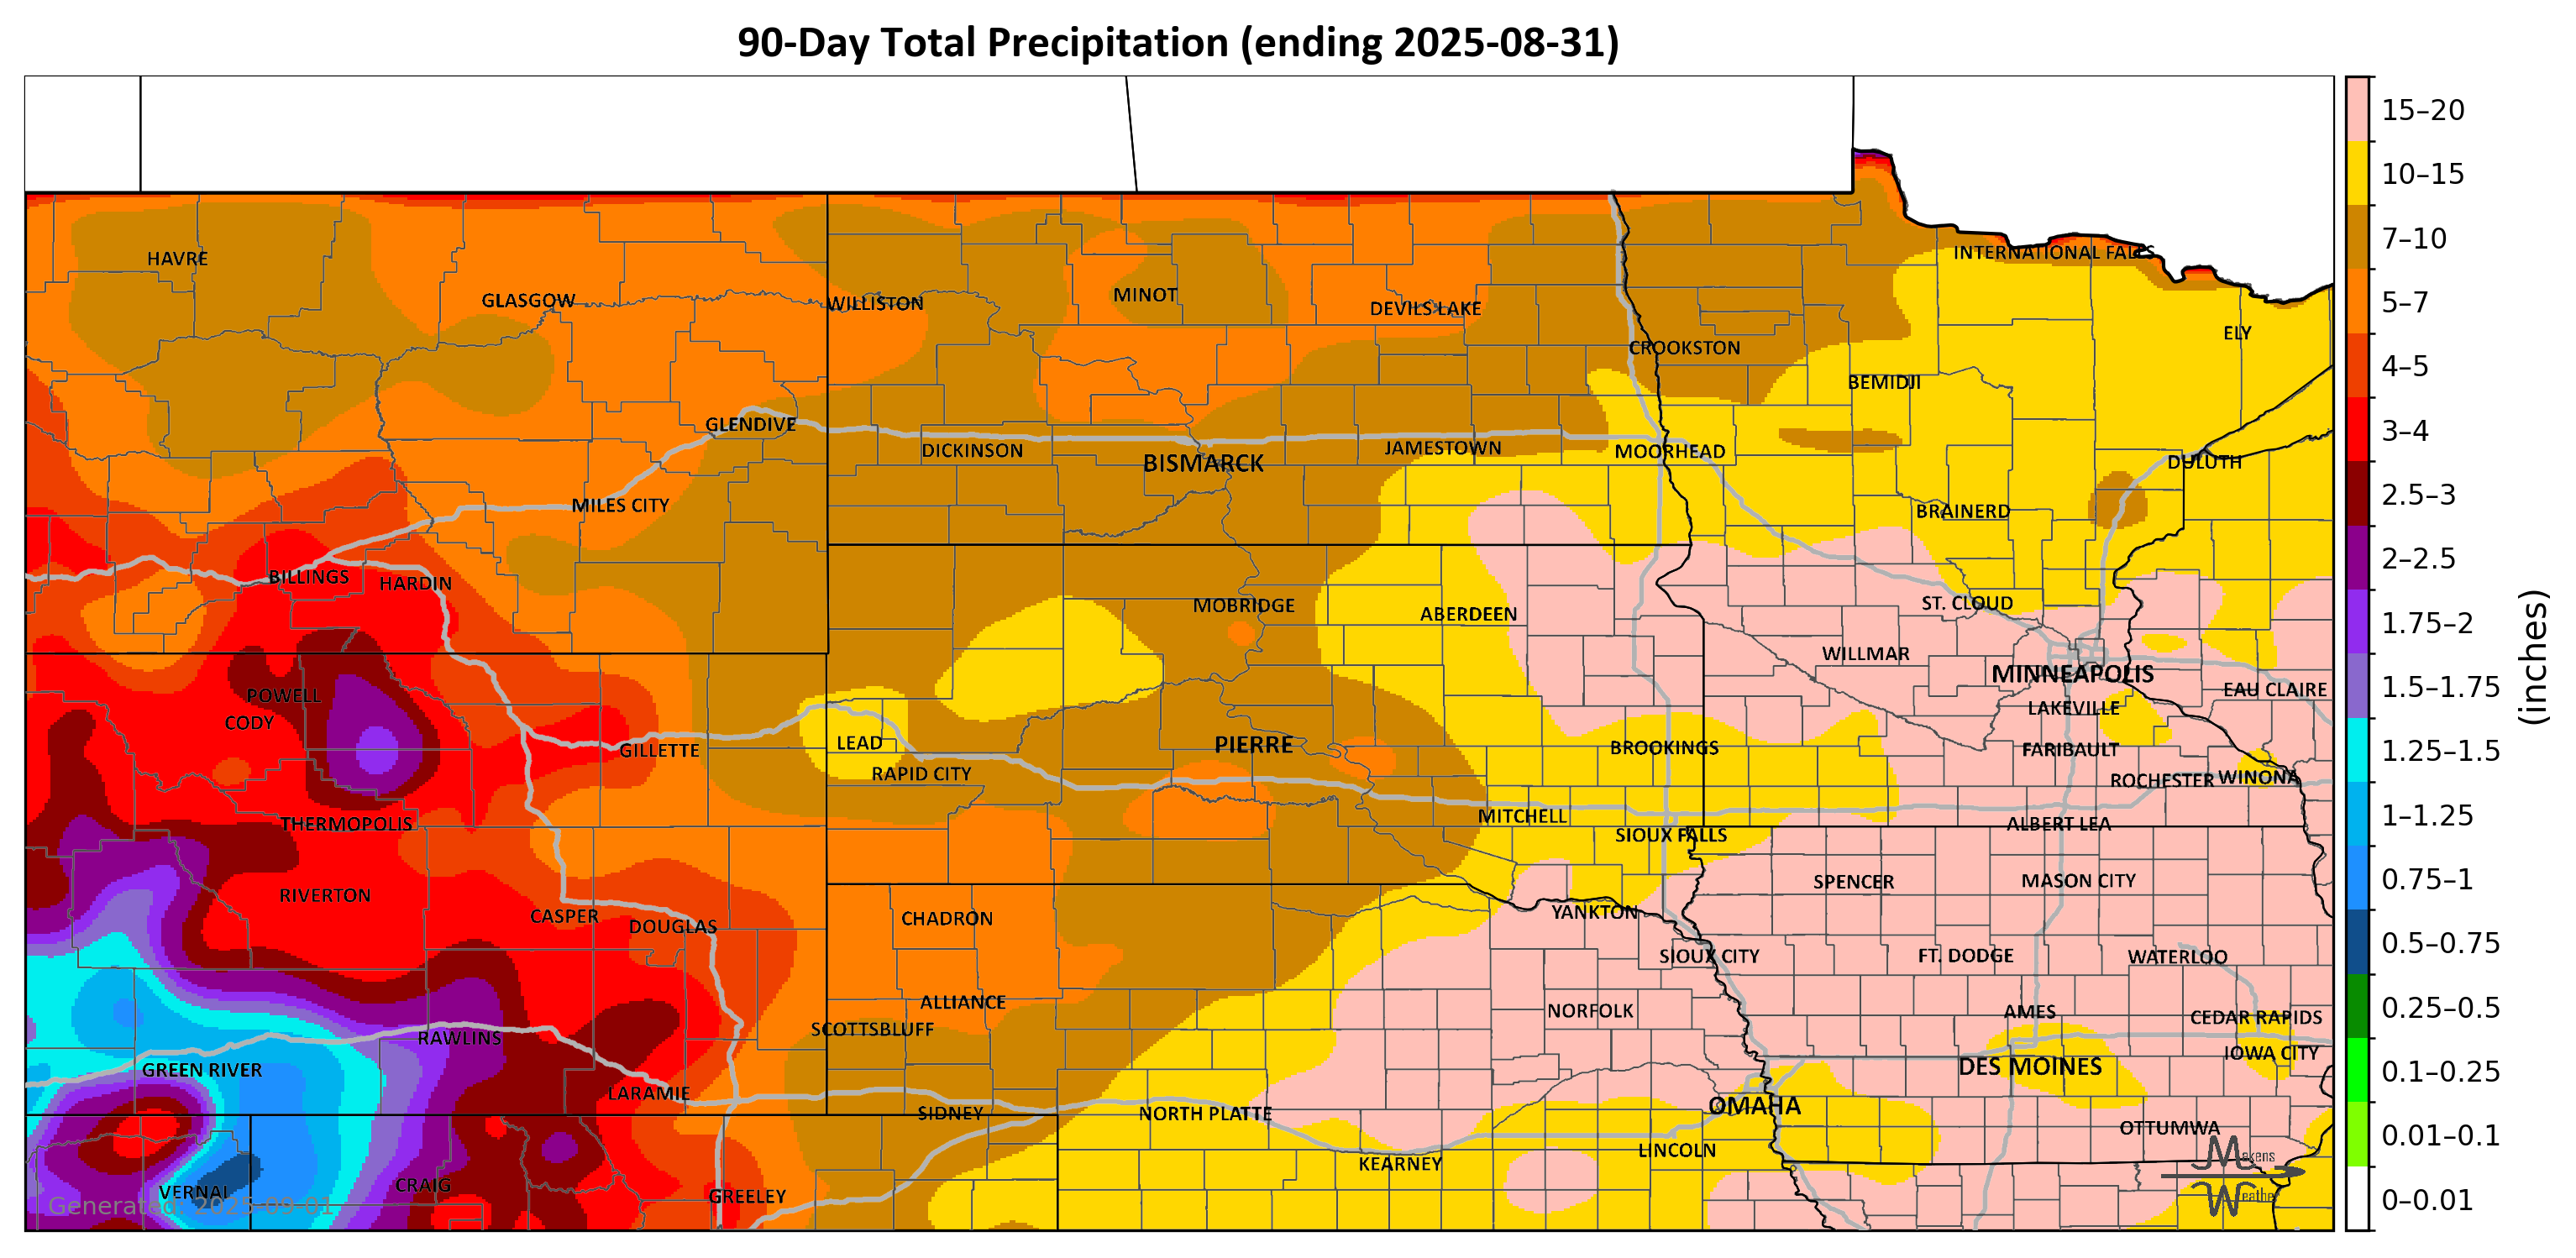 90-Day Total Precipitation (ending 2025-08-31)
15–20
10–15
7–10
5–7
4–5
3–4
2.5–3
2–2.5
1.75–2
1.5–1.75
1.25–1.5
1–1.25
0.75–1
0.5–0.75
0.25–0.5
0.1–0.25
0.01–0.1
0–0.01
(inches)
INTERNATIONAL FALLS
HAVRE
MINOT
GLASGOW
WILLISTON
DEVILS LAKE
ELY
CROOKSTON
BEMIDJI
GLENDIVE
DICKINSON
JAMESTOWN
MOORHEAD
BISMARCK
DULUTH
MILES CITY
BRAINERD
BILLINGS
HARDIN
MOBRIDGE
ST. CLOUD
ABERDEEN
WILLMAR
MINNEAPOLIS
EAU CLAIRE
POWELL
LAKEVILLE
CODY
LEAD
PIERRE
BROOKINGS
FARIBAULT
GILLETTE
RAPID CITY
ROCHESTER
WINONA
MITCHELL
THERMOPOLIS
ALBERT LEA
SIOUX FALLS
SPENCER
MASON CITY
RIVERTON
YANKTON
CASPER
CHADRON
DOUGLAS
SIOUX CITY
FT. DODGE
WATERLOO
ALLIANCE
NORFOLK
AMES
CEDAR RAPIDS
SCOTTSBLUFF
RAWLINS
IOWA CITY
GREEN RIVER
DES MOINES
LARAMIE
OMAHA
SIDNEY
NORTH PLATTE
OTTUMWA
LINCOLN
KEARNEY
Makens
Weather
CRAIG
VERNAL
GREELEY
Generated: 2025-09-01